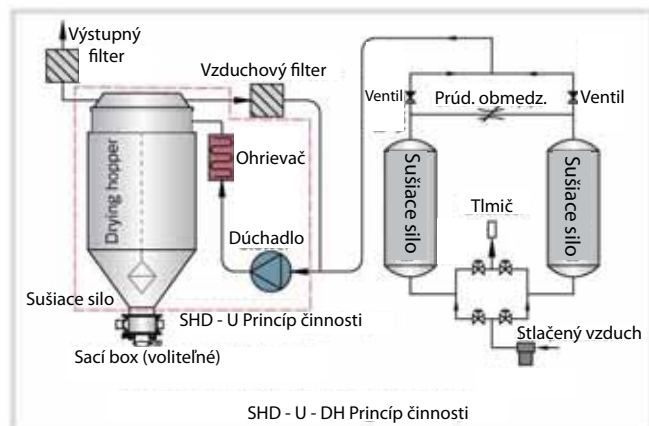 Výstupný
filter
Vzduchový filter
Ventil
Prúd. obmedz.
Ventil
Drying hopper
Ohrievač
Sušiace silo
Sušiace silo
Tlmič
Dúchadlo
Sušiace silo
SHD - U Princíp činnosti
Stlačený vzduch
Sací box (voliteľné)
SHD - U - DH Princíp činnosti